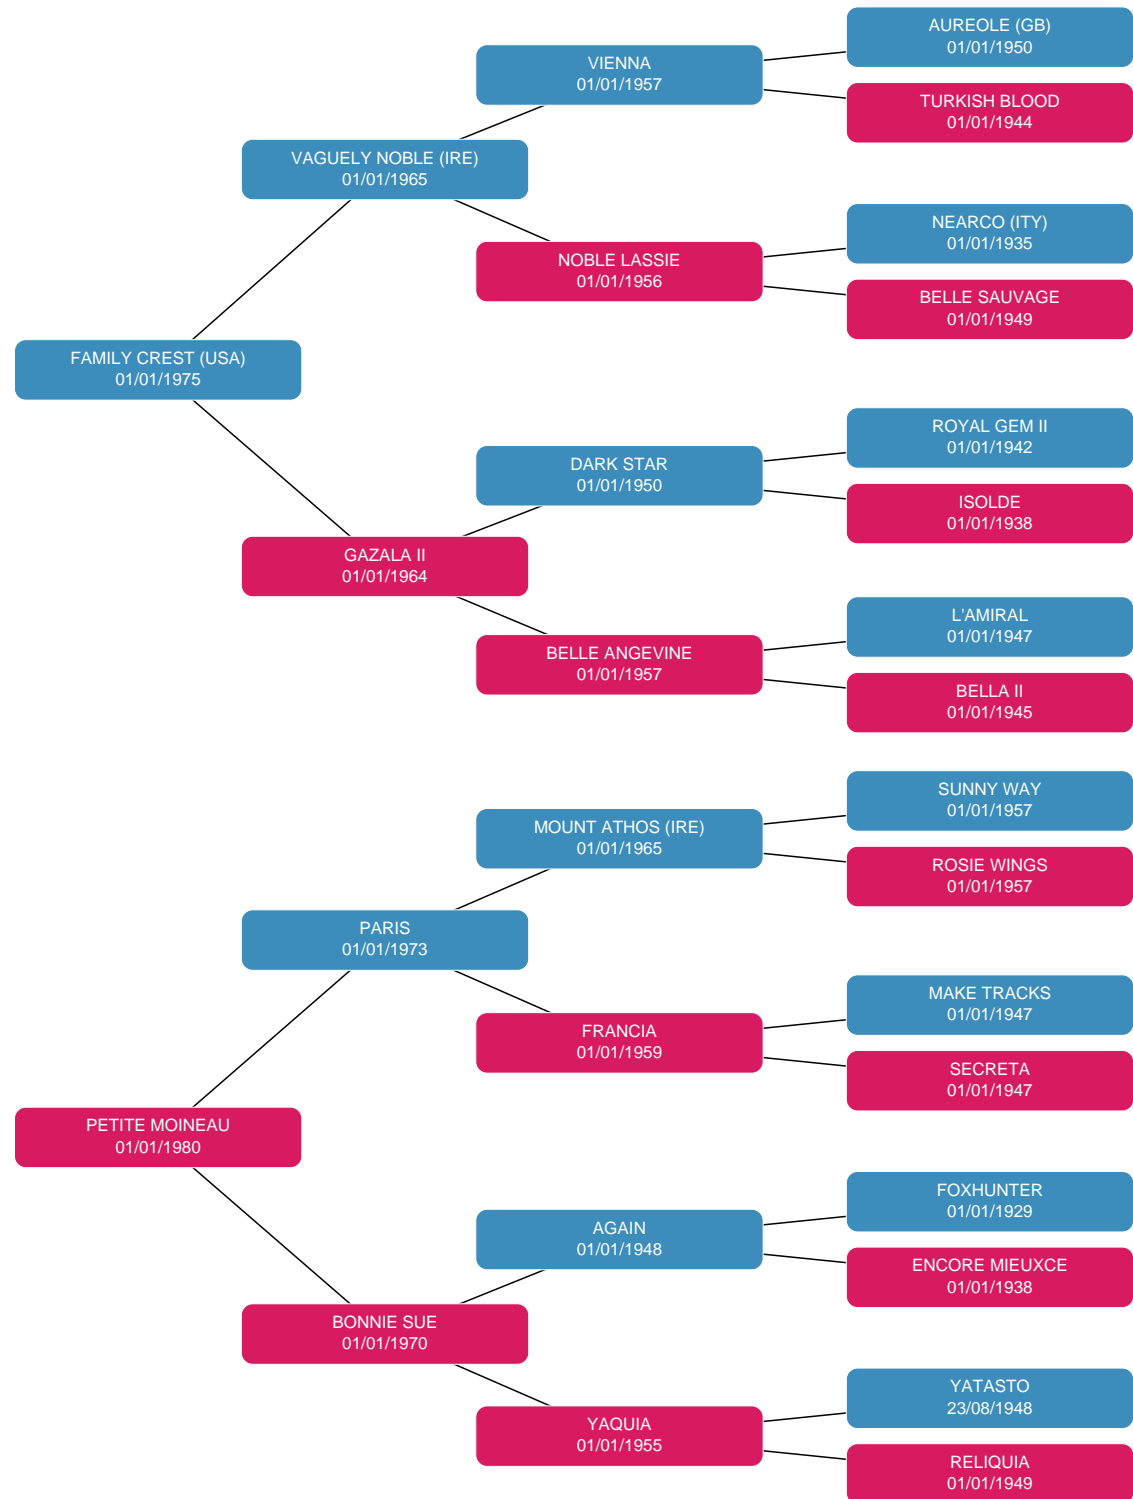 AUREOLE (GB)
01/01/1950
VIENNA
01/01/1957
TURKISH BLOOD
01/01/1944
VAGUELY NOBLE (IRE)
01/01/1965
NEARCO (ITY)
01/01/1935
NOBLE LASSIE
01/01/1956
BELLE SAUVAGE
01/01/1949
FAMILY CREST (USA)
01/01/1975
ROYAL GEM II
01/01/1942
DARK STAR
01/01/1950
ISOLDE
01/01/1938
GAZALA II
01/01/1964
L'AMIRAL
01/01/1947
BELLE ANGEVINE
01/01/1957
BELLA II
01/01/1945
SUNNY WAY
01/01/1957
MOUNT ATHOS (IRE)
01/01/1965
ROSIE WINGS
01/01/1957
PARIS
01/01/1973
MAKE TRACKS
01/01/1947
FRANCIA
01/01/1959
SECRETA
01/01/1947
PETITE MOINEAU
01/01/1980
FOXHUNTER
01/01/1929
AGAIN
01/01/1948
ENCORE MIEUXCE
01/01/1938
BONNIE SUE
01/01/1970
YATASTO
23/08/1948
YAQUIA
01/01/1955
RELIQUIA
01/01/1949